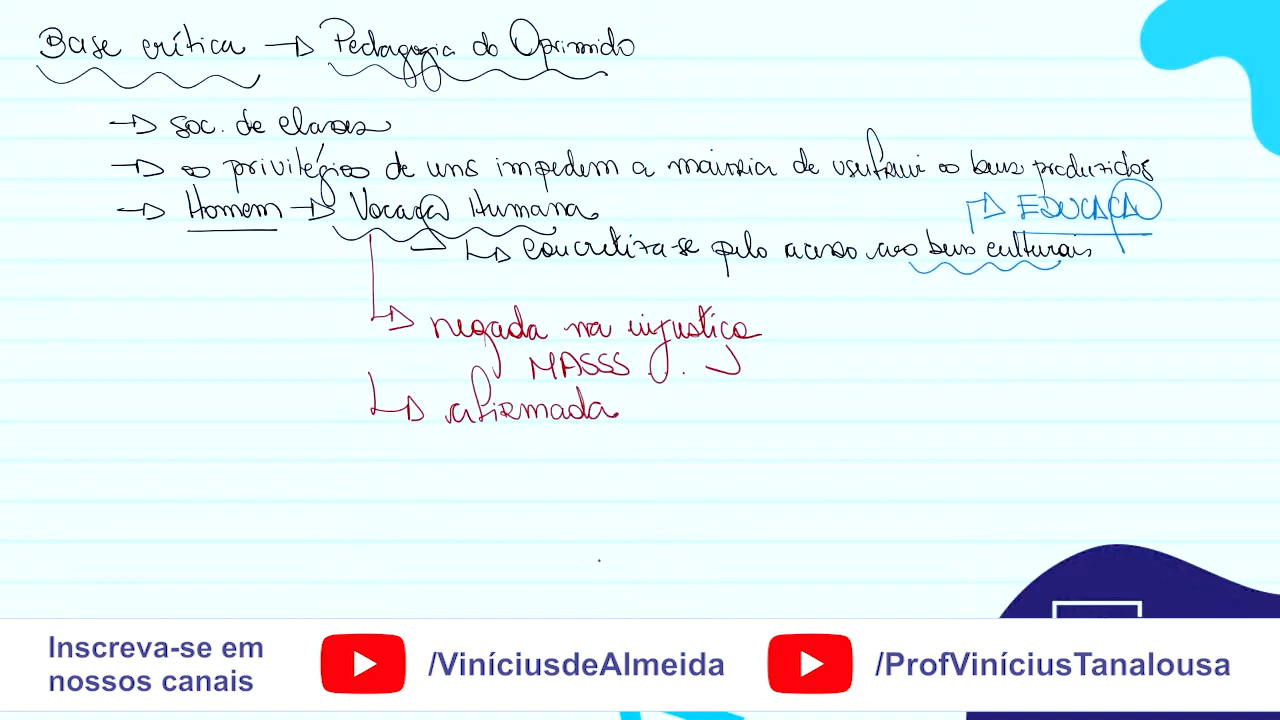 Base crítica → Pedagogia do Oprimido
→ soc. de classes
→ os privilégios de uns impedem a maioria de usufruir os bens produzidos
→ Homem → Vocação Humana
→ EDUCAÇÃO
↳ concretiza-se pelo acesso aos bens culturais
↳ negada na injustiça
MASSS
↳ afirmada
Inscreva-se em
nossos canais
/ViníciusdeAlmeida
/ProfViníciusTanalousa